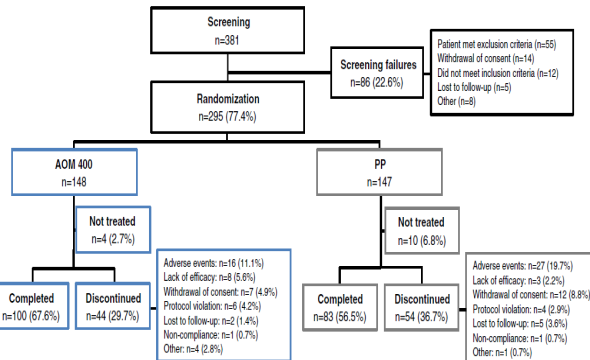 Screening
n=381
Screening failures
n=86 (22.6%)
Patient met exclusion criteria (n=55)
Withdrawal of consent (n=14)
Did not meet inclusion criteria (n=12)
Lost to follow-up (n=5)
Other (n=8)
Randomization
n=295 (77.4%)
AOM 400
n=148
PP
n=147
Not treated
n=4 (2.7%)
Not treated
n=10 (6.8%)
Completed
n=100 (67.6%)
Discontinued
n=44 (29.7%)
Adverse events: n=16 (11.1%)
Lack of efficacy: n=8 (5.6%)
Withdrawal of consent: n=7 (4.9%)
Protocol violation: n=6 (4.2%)
Lost to follow-up: n=2 (1.4%)
Non-compliance: n=1 (0.7%)
Other: n=4 (2.8%)
Completed
n=83 (56.5%)
Discontinued
n=54 (36.7%)
Adverse events: n=27 (19.7%)
Lack of efficacy: n=3 (2.2%)
Withdrawal of consent: n=12 (8.8%)
Protocol violation: n=4 (2.9%)
Lost to follow-up: n=5 (3.6%)
Non-compliance: n=1 (0.7%)
Other: n=1 (0.7%)